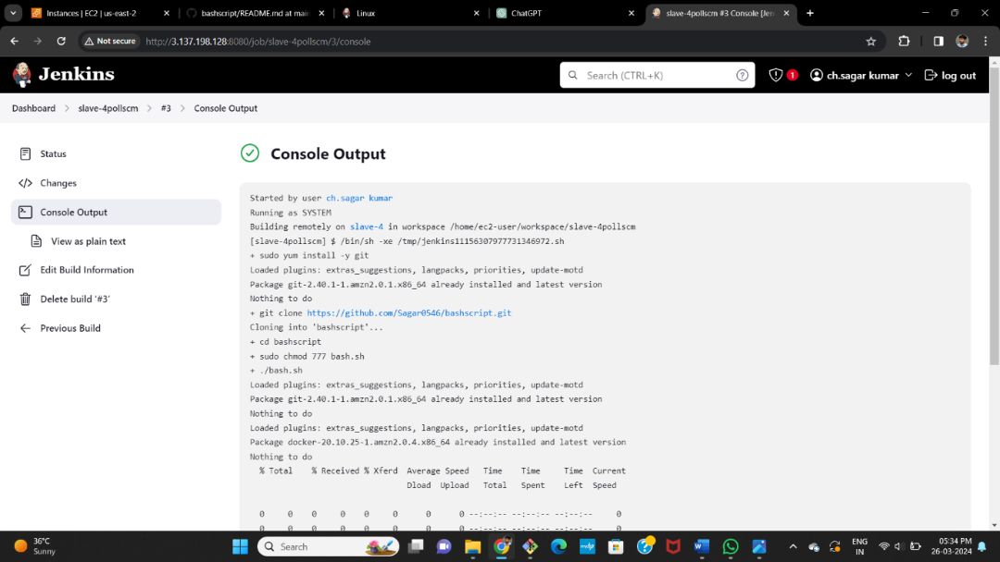 Instances | EC2 | us-east-2
bashscript/README.md at main
Linux
ChatGPT
slave-4pollscm #3 Console [Jen
Not secure
http://3.137.198.128:8080/job/slave-4pollscm/3/console
Jenkins
Search (CTRL+K)
1
ch.sagar kumar
log out
Dashboard
slave-4pollscm
#3
Console Output
Status
Changes
Console Output
View as plain text
Edit Build Information
Delete build '#3'
Previous Build
Console Output
Started by user ch.sagar kumar
Running as SYSTEM
Building remotely on slave-4 in workspace /home/ec2-user/workspace/slave-4pollscm
[slave-4pollscm] $ /bin/sh -xe /tmp/jenkins11156307977731346972.sh
+ sudo yum install -y git
Loaded plugins: extras_suggestions, langpacks, priorities, update-motd
Package git-2.40.1-1.amzn2.0.1.x86_64 already installed and latest version
Nothing to do
+ git clone https://github.com/Sagar0546/bashscript.git
Cloning into 'bashscript'...
+ cd bashscript
+ sudo chmod 777 bash.sh
+ ./bash.sh
Loaded plugins: extras_suggestions, langpacks, priorities, update-motd
Package git-2.40.1-1.amzn2.0.1.x86_64 already installed and latest version
Nothing to do
Loaded plugins: extras_suggestions, langpacks, priorities, update-motd
Package docker-20.10.25-1.amzn2.0.4.x86_64 already installed and latest version
Nothing to do
% Total % Received % Xferd Average Speed Time Time Time Current
Dload Upload Total Spent Left Speed
0 0 0 0 0 0 0 0 --:--:-- --:--:-- --:--:-- 0
0 0 0 0 0 0 0 0 --:--:-- --:--:-- --:--:-- 0
36°C
Sunny
Search
ENG
IN
05:34 PM
26-03-2024